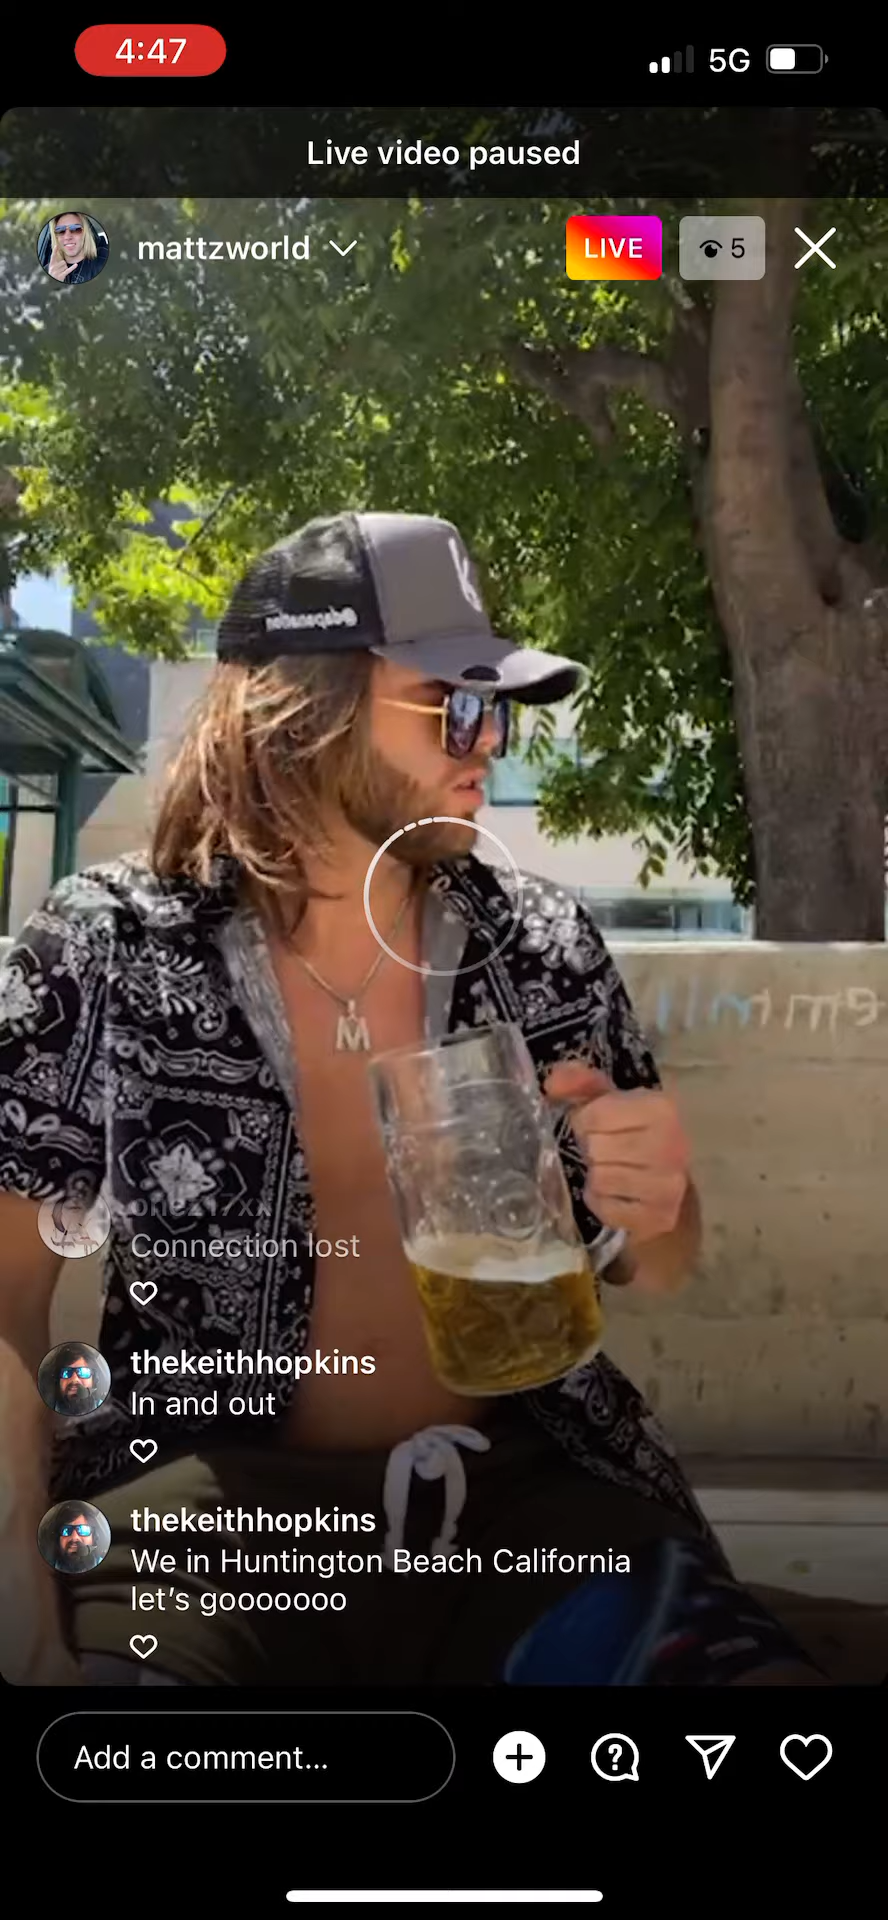 4:47
5G
Live video paused
mattzworld
LIVE
5
M
onez17xx
Connection lost
thekeithhopkins
In and out
thekeithhopkins
We in Huntington Beach California
let's gooooooo
Add a comment...